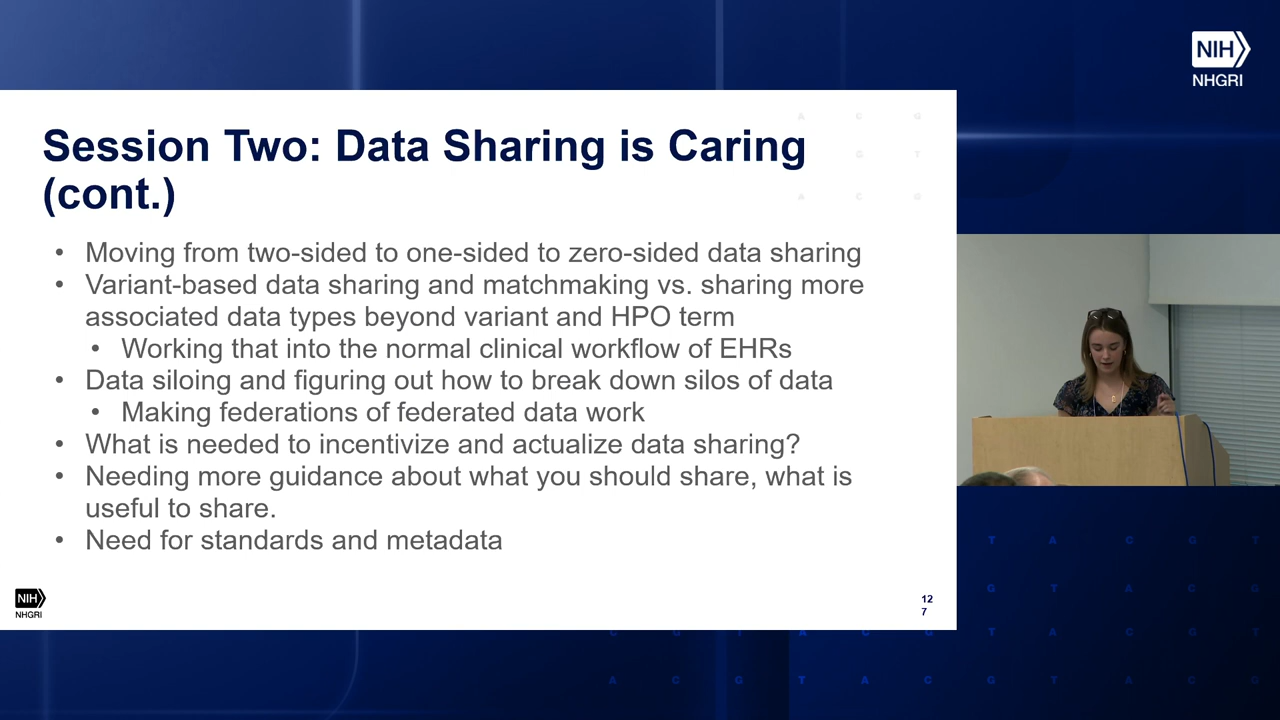 NIH
NHGRI
Session Two: Data Sharing is Caring
(cont.)
• Moving from two-sided to one-sided to zero-sided data sharing
• Variant-based data sharing and matchmaking vs. sharing more
associated data types beyond variant and HPO term
• Working that into the normal clinical workflow of EHRs
• Data siloing and figuring out how to break down silos of data
• Making federations of federated data work
• What is needed to incentivize and actualize data sharing?
• Needing more guidance about what you should share, what is
useful to share.
• Need for standards and metadata
NIH
NHGRI
12
7
A C G
G T
A C G
T A C G T
G T A C G
C G T A C G T A C G T
A C G T A C G T A C G